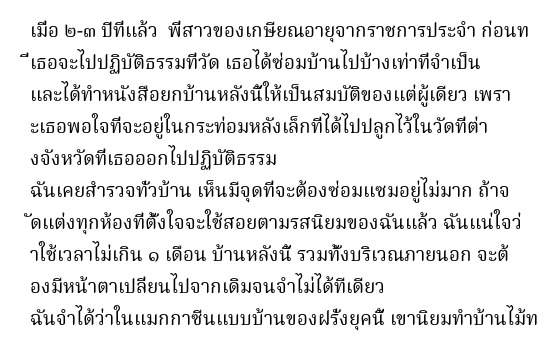 เมื่อ ๒-๓ ปีที่แล้ว  พี่สาวของเกษียณอายุจากราชการประจำ ก่อนท
ี่เธอจะไปปฏิบัติธรรมที่วัด เธอได้ซ่อมบ้านไปบ้างเท่าที่จำเป็น
และได้ทำหนังสือยกบ้านหลังนี้ให้เป็นสมบัติของแต่ผู้เดียว เพรา
ะเธอพอใจที่จะอยู่ในกระท่อมหลังเล็กที่ได้ไปปลูกไว้ในวัดที่ต่า
งจังหวัดที่เธอออกไปปฏิบัติธรรม
ฉันเคยสำรวจทั่วบ้าน เห็นมีจุดที่จะต้องซ่อมแซมอยู่ไม่มาก ถ้าจ
ัดแต่งทุกห้องที่ตั้งใจจะใช้สอยตามรสนิยมของฉันแล้ว ฉันแน่ใจว่
าใช้เวลาไม่เกิน ๑ เดือน บ้านหลังนี้ รวมทั้งบริเวณภายนอก จะต้
องมีหน้าตาเปลี่ยนไปจากเดิมจนจำไม่ได้ทีเดียว
ฉันจำได้ว่าในแมกกาซีนแบบบ้านของฝรั่งยุคนี้ เขานิยมทำบ้านไม้ท